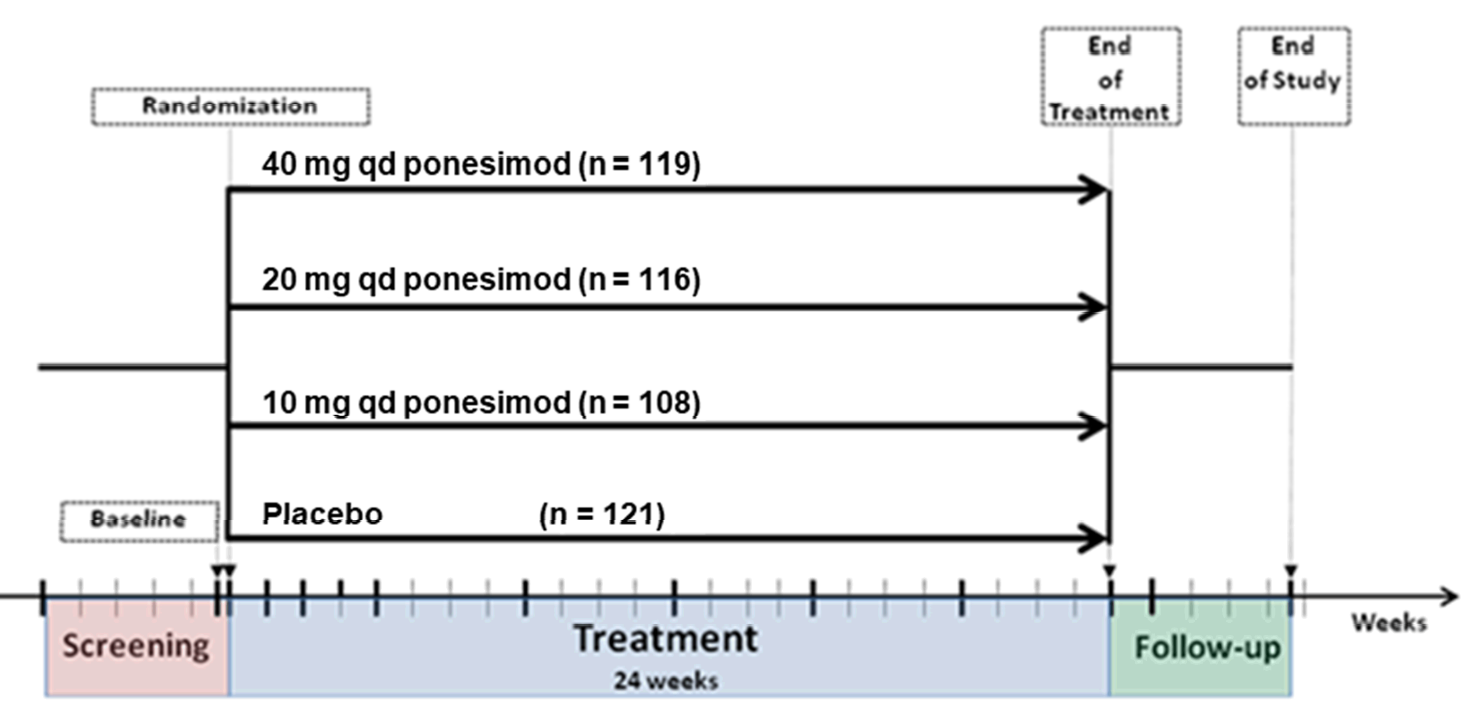 End
of
Treatment
End
of Study
Randomization
40 mg qd ponesimod (n = 119)
20 mg qd ponesimod (n = 116)
10 mg qd ponesimod (n = 108)
Placebo (n = 121)
Baseline
Weeks
Screening
Treatment
24 weeks
Follow-up